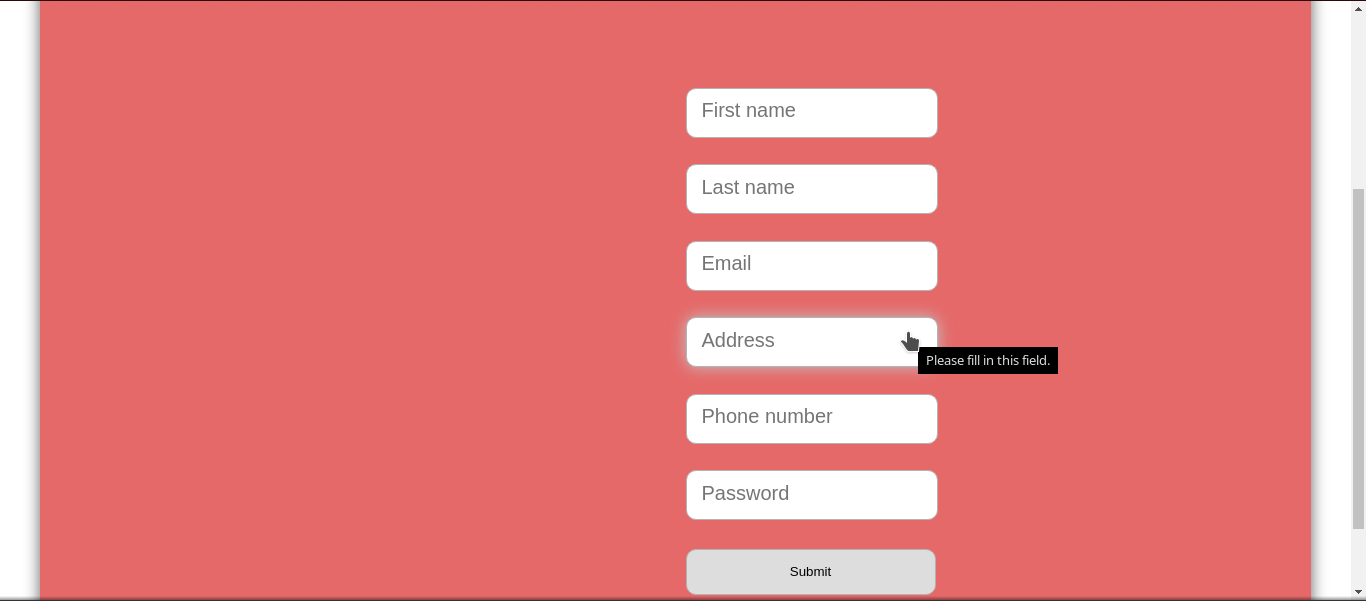 First name
Last name
Email
Address
Please fill in this field.
Phone number
Password
Submit